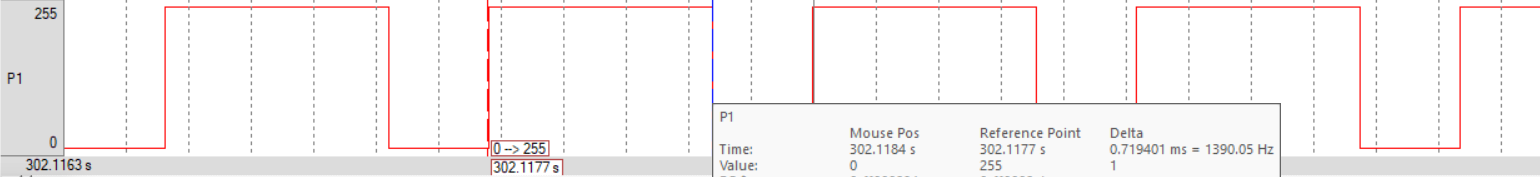 255
P1
0
0 --> 255
302.1163 s
302.1177 s
P1
Mouse Pos Reference Point Delta
Time: 302.1184 s 302.1177 s 0.719401 ms = 1390.05 Hz
Value: 0 255 1